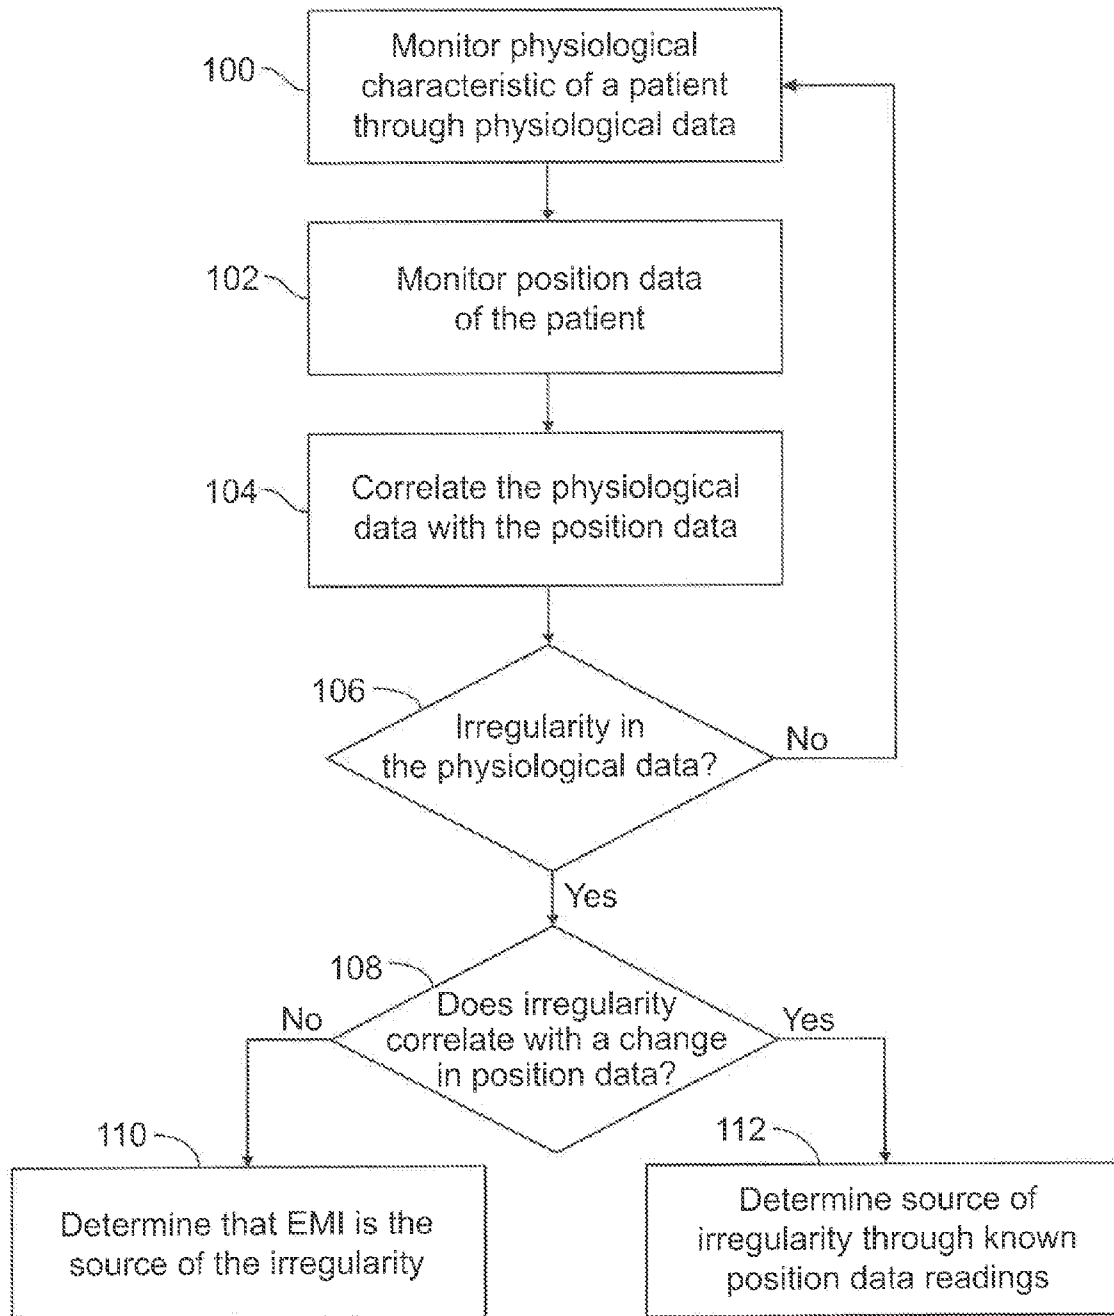 100
Monitor physiological
characteristic of a patient
through physiological data
102
Monitor position data
of the patient
104
Correlate the physiological
data with the position data
106
Irregularity in
the physiological data?
No
Yes
108
Does irregularity
correlate with a change
in position data?
No
Yes
110
Determine that EMI is the
source of the irregularity
112
Determine source of
irregularity through known
position data readings